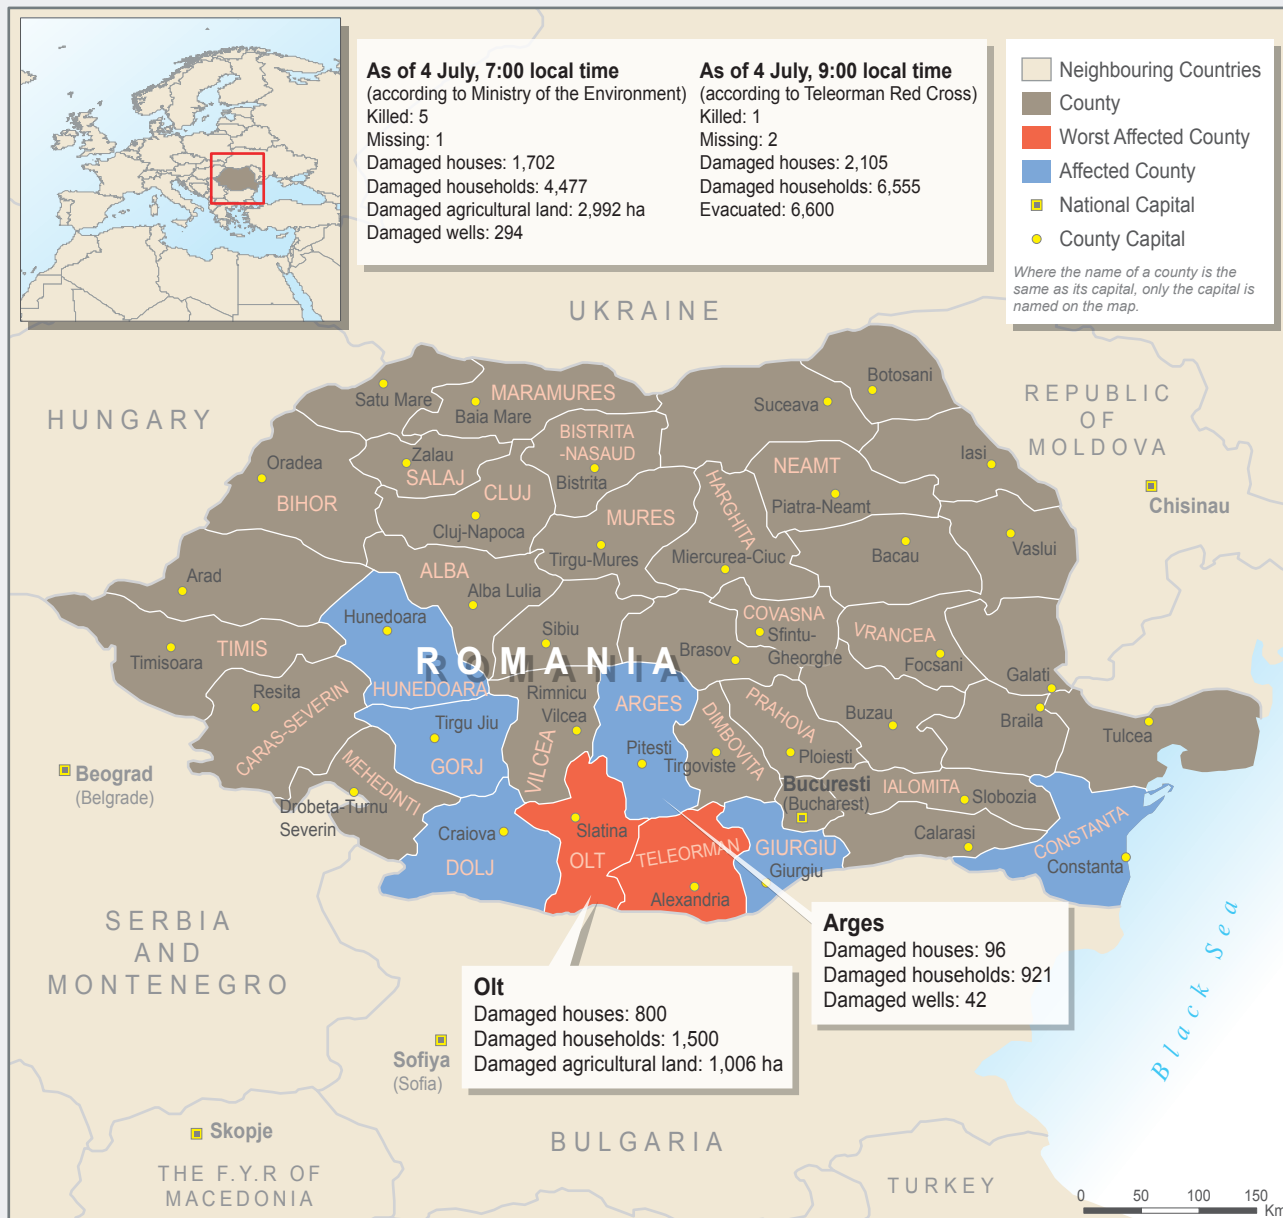 As of 4 July, 7:00 local time
(according to Ministry of the Environment)
Killed: 5
Missing: 1
Damaged houses: 1,702
Damaged households: 4,477
Damaged agricultural land: 2,992 ha
Damaged wells: 294
As of 4 July, 9:00 local time
(according to Teleorman Red Cross)
Killed: 1
Missing: 2
Damaged houses: 2,105
Damaged households: 6,555
Evacuated: 6,600
Neighbouring Countries
County
Worst Affected County
Affected County
National Capital
County Capital
Where the name of a county is the
same as its capital, only the capital is
named on the map.
UKRAINE
HUNGARY
REPUBLIC
OF
MOLDOVA
Chisinau
Satu Mare
MARAMURES
Baia Mare
Botosani
Suceava
BISTRITA
-NASAUD
Bistrita
Oradea
BIHOR
Zalau
SALAJ
CLUJ
Cluj-Napoca
NEAMT
Piatra-Neamt
Iasi
MURES
Tirgu-Mures
HARGHITA
Miercurea-Ciuc
Bacau
Vaslui
Arad
ALBA
Alba Lulia
Hunedoara
HUNEDOARA
TIMIS
Timisoara
Sibiu
Brasov
COVASNA
Sfintu-
Gheorghe
VRANCEA
Focsani
Galati
ROMANIA
Resita
CARAS-SEVERIN
Tirgu Jiu
GORJ
Rimnicu
Vilcea
VILCEA
ARGES
Pitesti
DIMBOVITA
Tirgoviste
PRAHOVA
Ploiesti
Buzau
Braila
Tulcea
MEHEDINTI
Drobeta-Turnu
Severin
Bucuresti
(Bucharest)
IALOMITA
Slobozia
Calarasi
CONSTANTA
Constanta
Craiova
DOLJ
Slatina
OLT
TELEORMAN
Alexandria
GIURGIU
Giurgiu
Beograd
(Belgrade)
SERBIA
AND
MONTENEGRO
Arges
Damaged houses: 96
Damaged households: 921
Damaged wells: 42
Olt
Damaged houses: 800
Damaged households: 1,500
Damaged agricultural land: 1,006 ha
Black Sea
Sofiya
(Sofia)
Skopje
BULGARIA
THE F.Y.R OF
MACEDONIA
TURKEY
0 50 100 150
Km